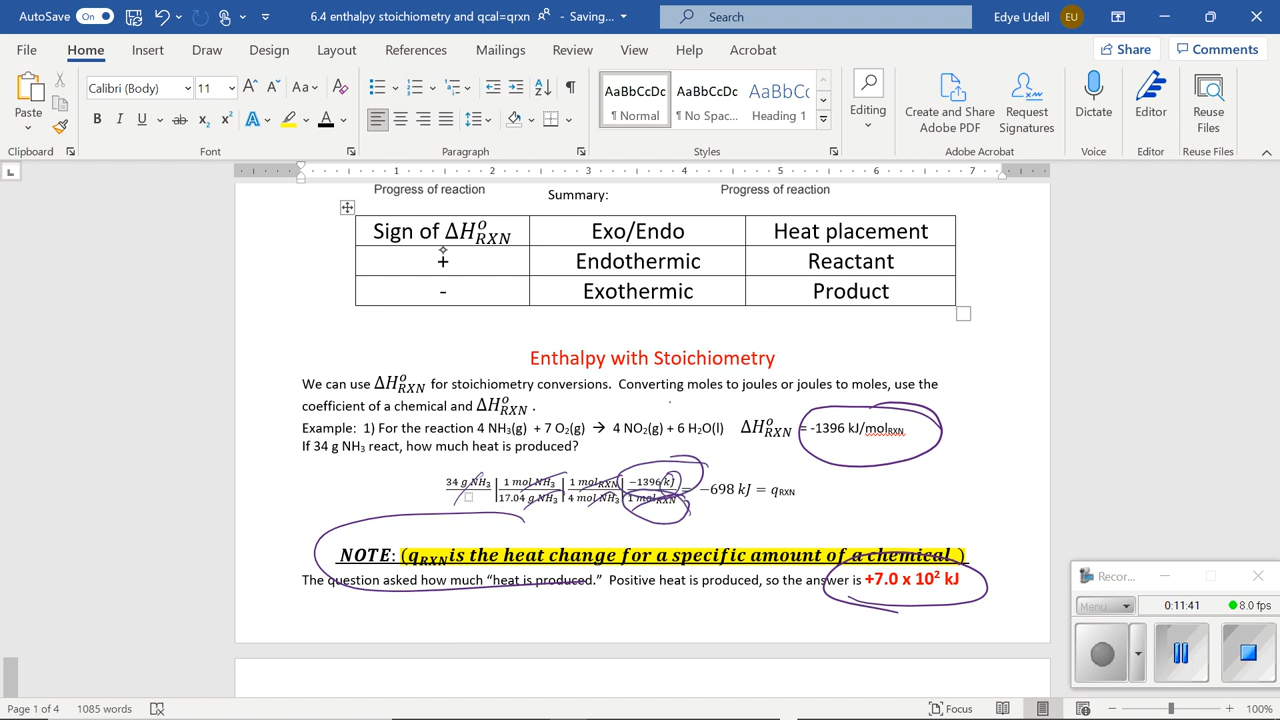 AutoSave On 6.4 enthalpy stoichiometry and qcal=qrxn - Saving... Search Edye Udell EU
File Home Insert Draw Design Layout References Mailings Review View Help Acrobat Share Comments
Paste Calibri (Body) 11 AaBbCcDc ¶ Normal AaBbCcDc ¶ No Spac... AaBbCc Heading 1 Editing Create and Share Adobe PDF Request Signatures Dictate Editor Reuse Files
Clipboard Font Paragraph Styles Adobe Acrobat Voice Editor Reuse Files
1 2 3 4 5 6 7
Progress of reaction Progress of reaction
Summary:
Sign of ΔH°RXN Exo/Endo Heat placement
+ Endothermic Reactant
- Exothermic Product
Enthalpy with Stoichiometry
We can use ΔH°RXN for stoichiometry conversions. Converting moles to joules or joules to moles, use the
coefficient of a chemical and ΔH°RXN .
Example: 1) For the reaction 4 NH₃(g) + 7 O₂(g) → 4 NO₂(g) + 6 H₂O(l) ΔH°RXN = -1396 kJ/molRXN
If 34 g NH₃ react, how much heat is produced?
34 g NH₃ | 1 mol NH₃ | 1 molRXN | −1396 kJ = −698 kJ = qRXN
17.04 g NH₃ | 4 mol NH₃ | 1 molRXN
NOTE: (qRXN is the heat change for a specific amount of a chemical )
The question asked how much “heat is produced.” Positive heat is produced, so the answer is +7.0 x 10² kJ
Recor...
Menu 0:11:41 8.0 fps
Page 1 of 4 1085 words Focus 100%